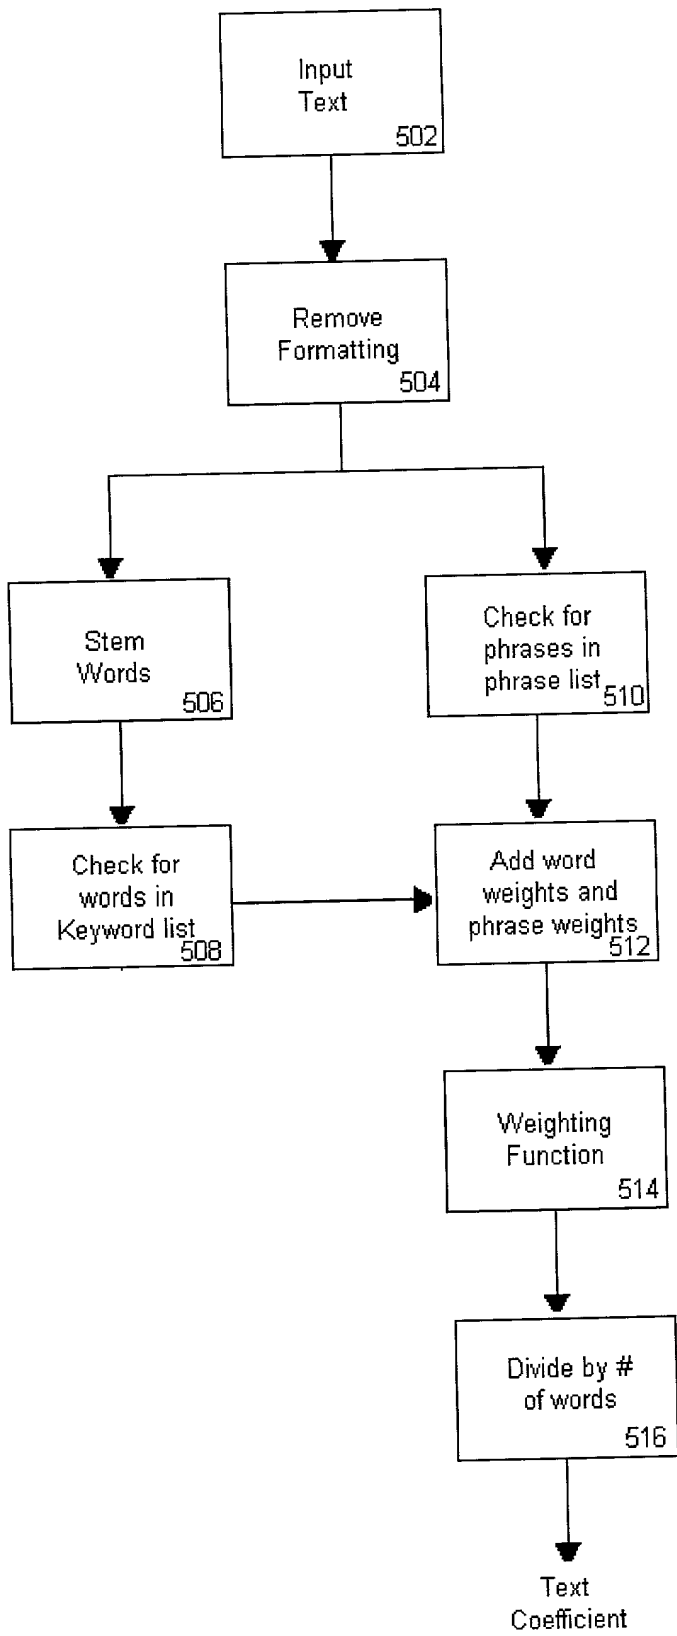 Input
Text
502
Remove
Formatting
504
Stem
Words
506
Check for
phrases in
phrase list
510
Check for
words in
Keyword list
508
Add word
weights and
phrase weights
512
Weighting
Function
514
Divide by #
of words
516
Text
Coefficient